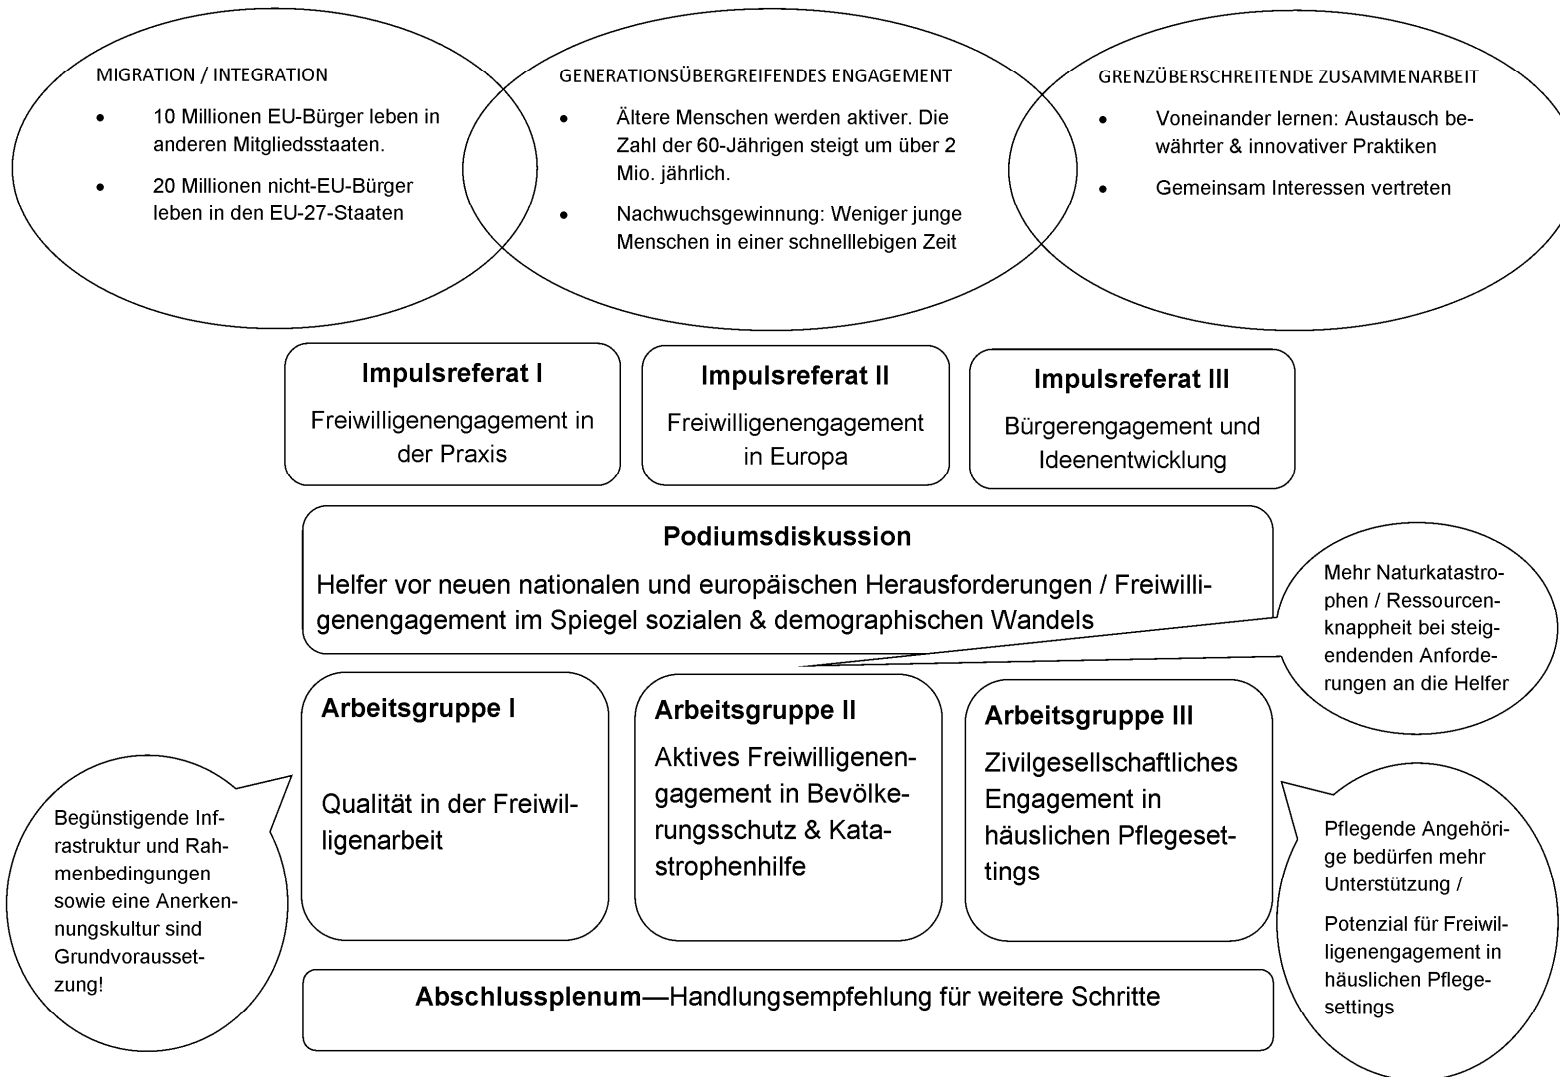 MIGRATION / INTEGRATION
• 10 Millionen EU-Bürger leben in
anderen Mitgliedsstaaten.
• 20 Millionen nicht-EU-Bürger
leben in den EU-27-Staaten
GENERATIONSÜBERGREIFENDES ENGAGEMENT
• Ältere Menschen werden aktiver. Die
Zahl der 60-Jährigen steigt um über 2
Mio. jährlich.
• Nachwuchsgewinnung: Weniger junge
Menschen in einer schnelllebigen Zeit
GRENZÜBERSCHREITENDE ZUSAMMENARBEIT
• Voneinander lernen: Austausch be-
währter & innovativer Praktiken
• Gemeinsam Interessen vertreten
Impulsreferat I
Freiwilligenengagement in
der Praxis
Impulsreferat II
Freiwilligenengagement
in Europa
Impulsreferat III
Bürgerengagement und
Ideenentwicklung
Podiumsdiskussion
Helfer vor neuen nationalen und europäischen Herausforderungen / Freiwilli-
genengagement im Spiegel sozialen & demographischen Wandels
Mehr Naturkatastro-
phen / Ressourcen-
knappheit bei steig-
endenden Anforde-
rungen an die Helfer
Arbeitsgruppe I
Qualität in der Freiwil-
ligenarbeit
Arbeitsgruppe II
Aktives Freiwilligenen-
gagement in Bevölke-
rungsschutz & Kata-
strophenhilfe
Arbeitsgruppe III
Zivilgesellschaftliches
Engagement in
häuslichen Pflegeset-
tings
Begünstigende Inf-
rastruktur und Rah-
menbedingungen
sowie eine Anerken-
nungskultur sind
Grundvorausset-
zung!
Pflegende Angehöri-
ge bedürfen mehr
Unterstützung /
Potenzial für Freiwil-
ligenengagement in
häuslichen Pflege-
settings
Abschlussplenum—Handlungsempfehlung für weitere Schritte